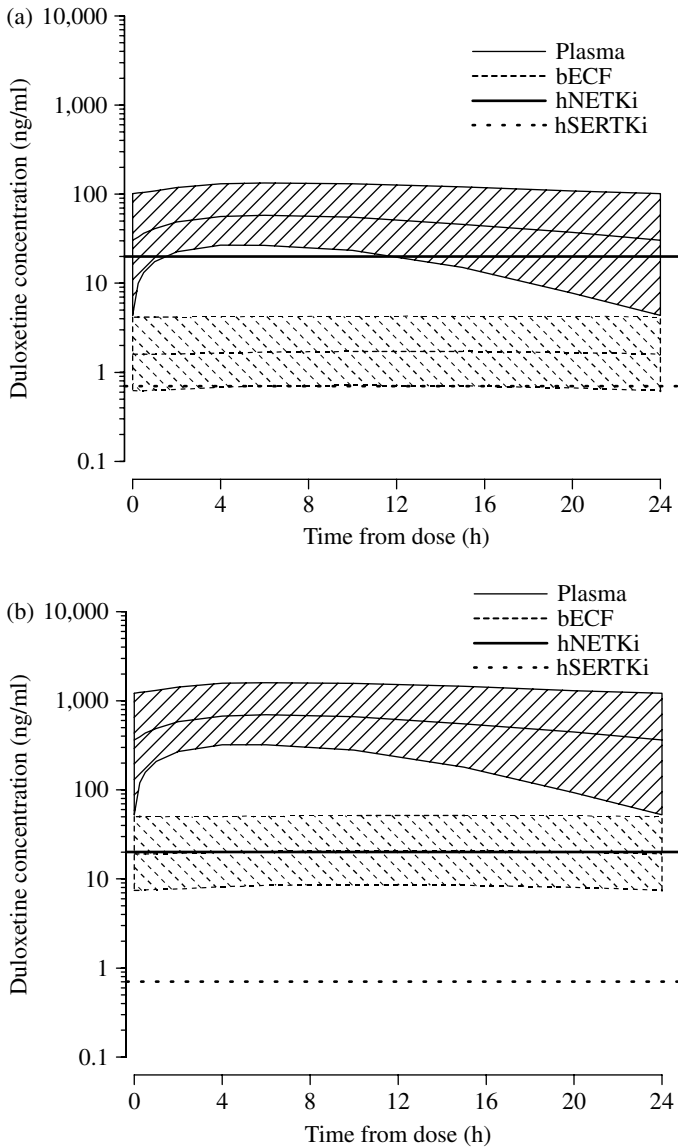 (a)
Duloxetine concentration (ng/ml)
10,000
1,000
100
10
1
0.1
Plasma
bECF
hNETKi
hSERTKi
0 4 8 12 16 20 24
Time from dose (h)
(b)
Duloxetine concentration (ng/ml)
10,000
1,000
100
10
1
0.1
Plasma
bECF
hNETKi
hSERTKi
0 4 8 12 16 20 24
Time from dose (h)